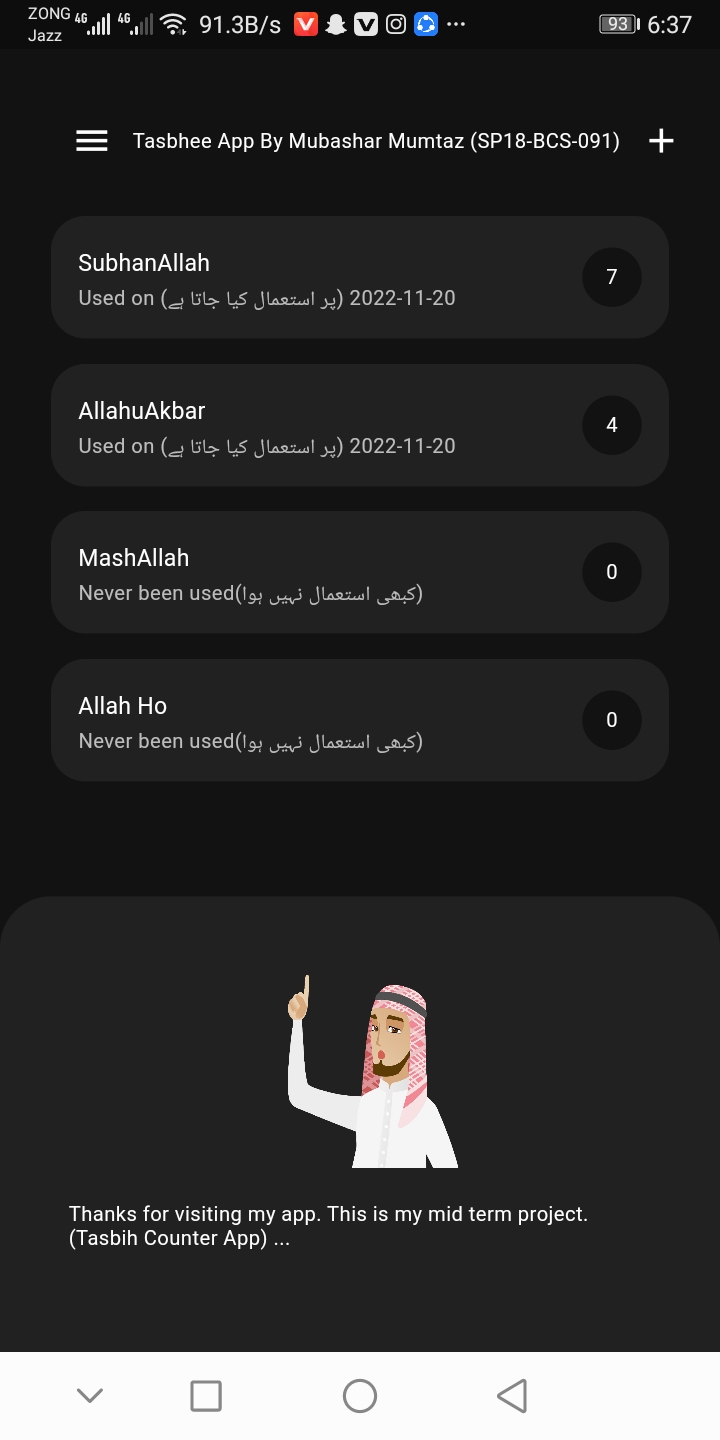 ZONG 4G 4G 91.3B/s 93 6:37
Jazz
Tasbhee App By Mubashar Mumtaz (SP18-BCS-091)
SubhanAllah
7
Used on (پر استعمال کیا جاتا ہے) 2022-11-20
AllahuAkbar
4
Used on (پر استعمال کیا جاتا ہے) 2022-11-20
MashAllah
0
Never been used(کبھی استعمال نہیں ہوا)
Allah Ho
0
Never been used(کبھی استعمال نہیں ہوا)
Thanks for visiting my app. This is my mid term project.
(Tasbih Counter App) ...